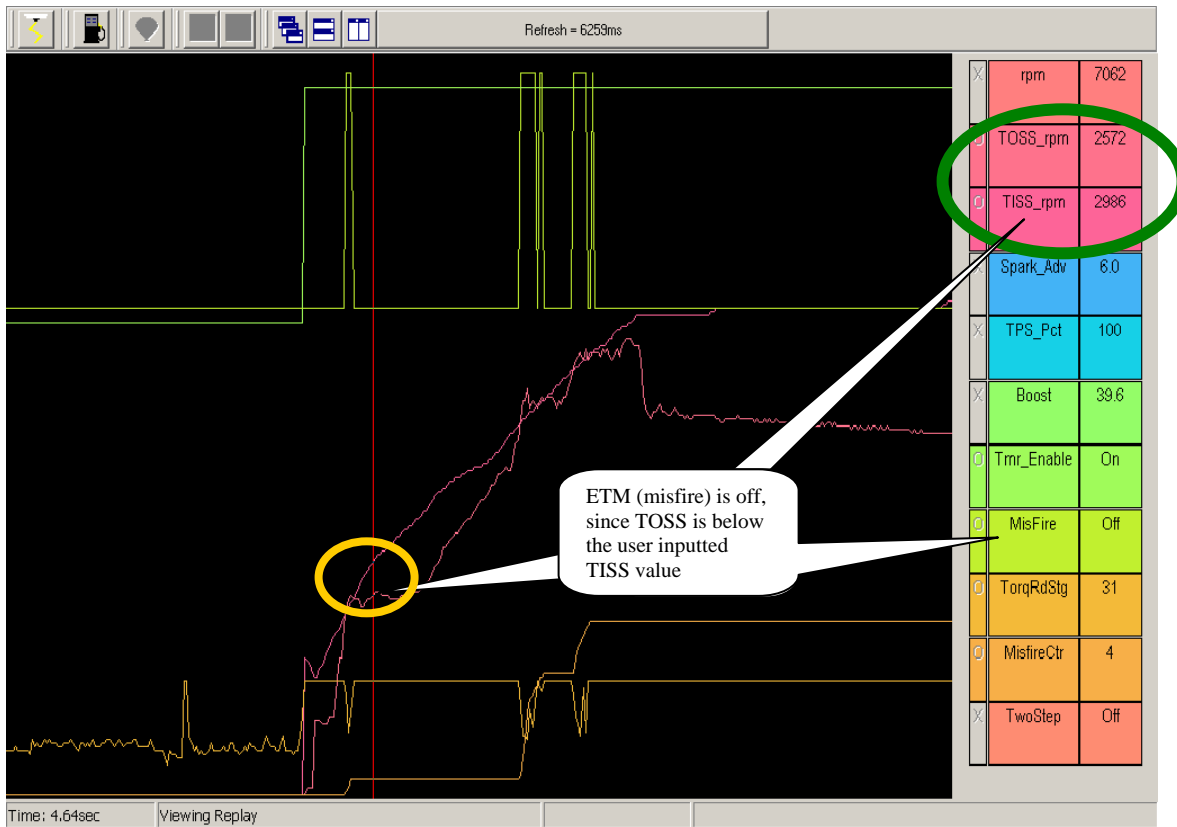 Refresh = 6259ms
X rpm 7062
O TOSS_rpm 2572
O TISS_rpm 2986
X Spark_Adv 6.0
X TPS_Pct 100
X Boost 39.6
O Tmr_Enable On
O MisFire Off
O TorqRdStg 31
O MisfireCtr 4
X TwoStep Off
ETM (misfire) is off,
since TOSS is below
the user inputted
TISS value
Time: 4.64sec Viewing Replay